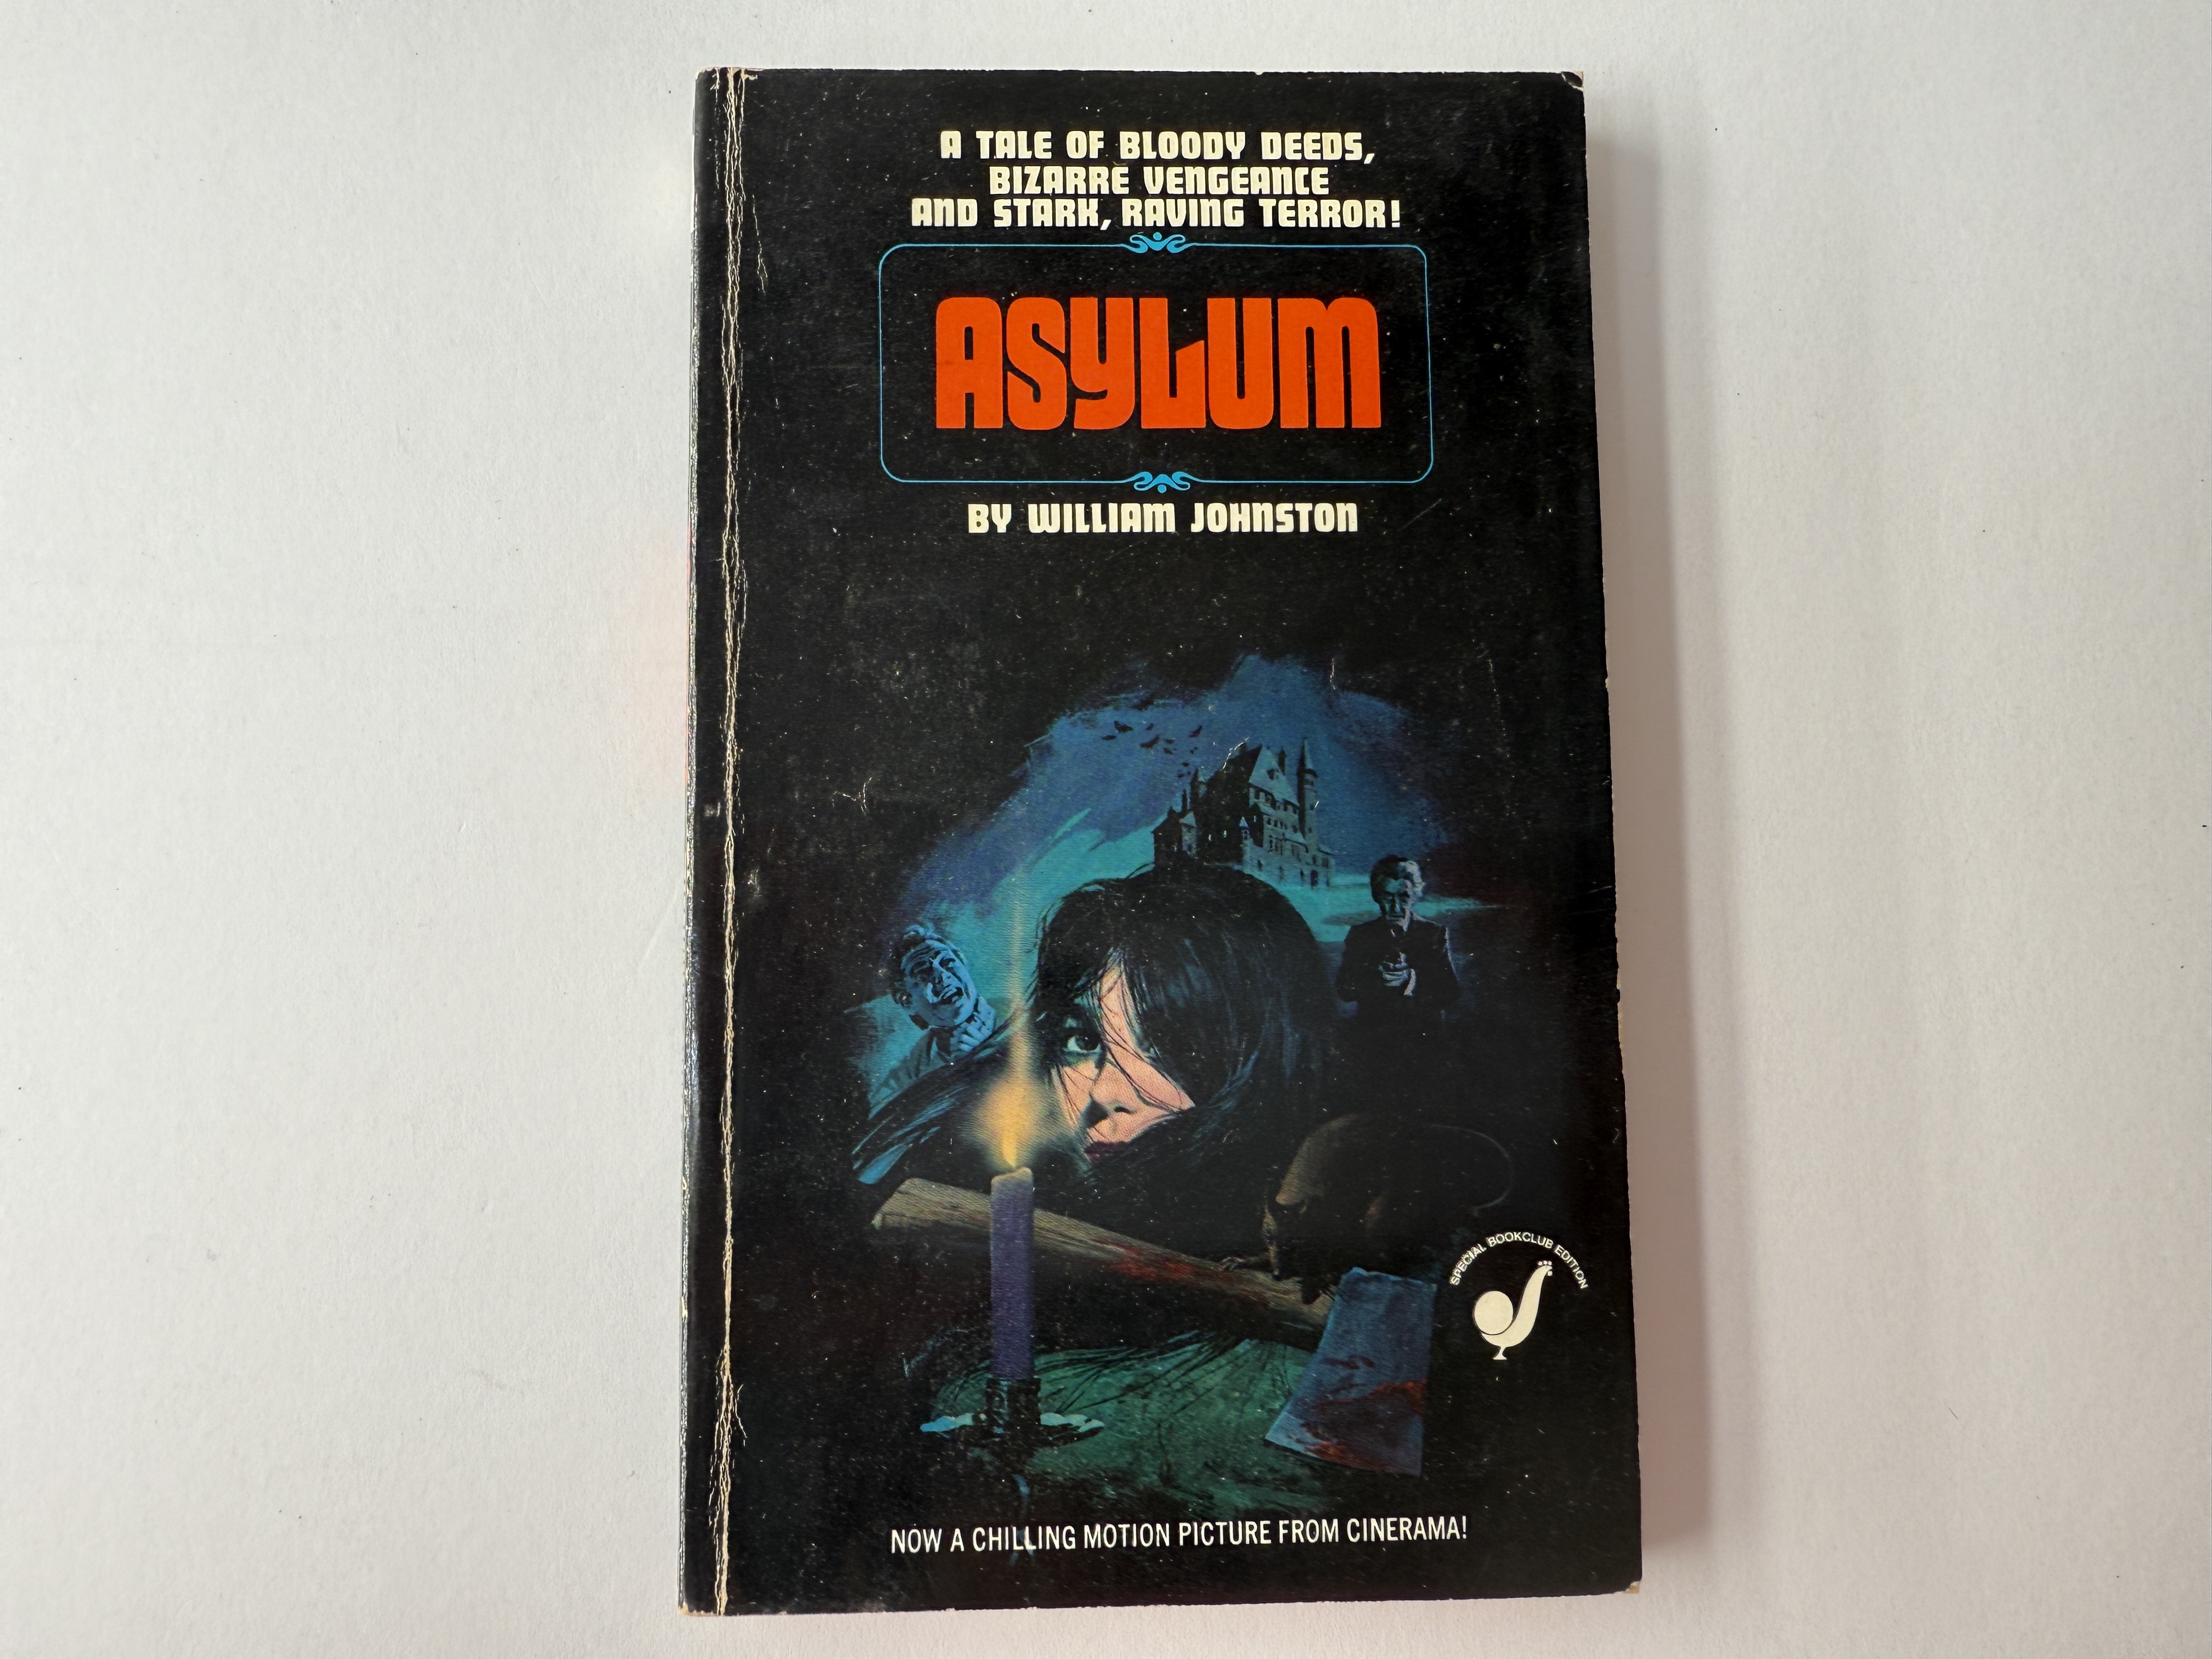 A TALE OF BLOODY DEEDS,
BIZARRE VENGEANCE
AND STARK, RAVING TERROR!
ASYLUM
BY WILLIAM JOHNSTON
SPECIAL BOOKCLUB EDITION
NOW A CHILLING MOTION PICTURE FROM CINERAMA!